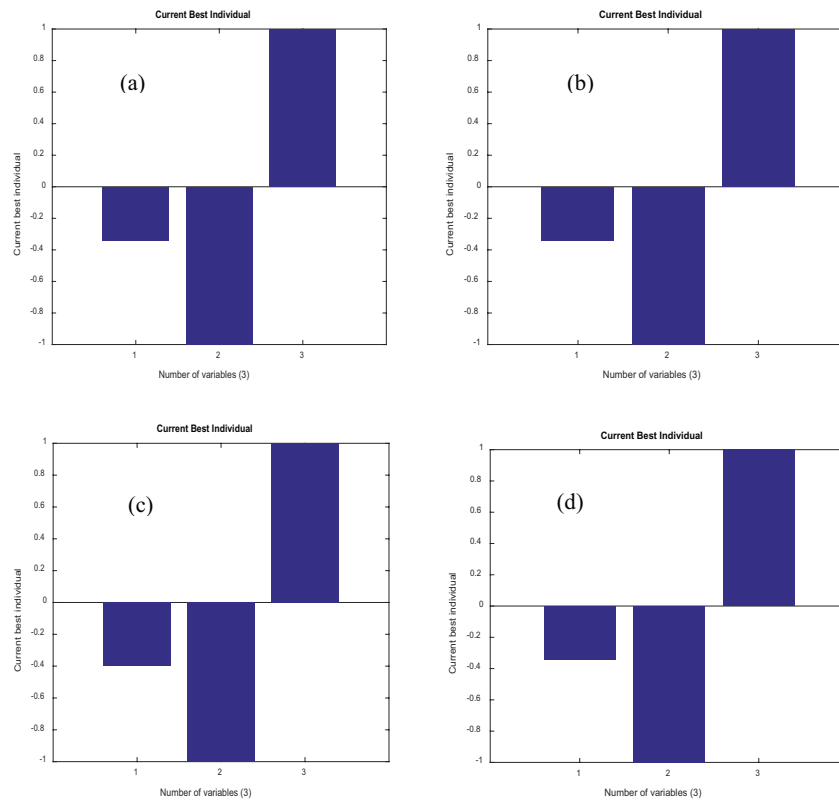 Current Best Individual
(a)
1
0.8
0.6
0.4
0.2
0
-0.2
-0.4
-0.6
-0.8
-1
Current best individual
1 2 3
Number of variables (3)
Current Best Individual
(b)
1
0.8
0.6
0.4
0.2
0
-0.2
-0.4
-0.6
-0.8
-1
Current best individual
1 2 3
Number of variables (3)
Current Best Individual
(c)
1
0.8
0.6
0.4
0.2
0
-0.2
-0.4
-0.6
-0.8
-1
Current best individual
1 2 3
Number of variables (3)
Current Best Individual
(d)
1
0.8
0.6
0.4
0.2
0
-0.2
-0.4
-0.6
-0.8
-1
Current best individual
1 2 3
Number of variables (3)